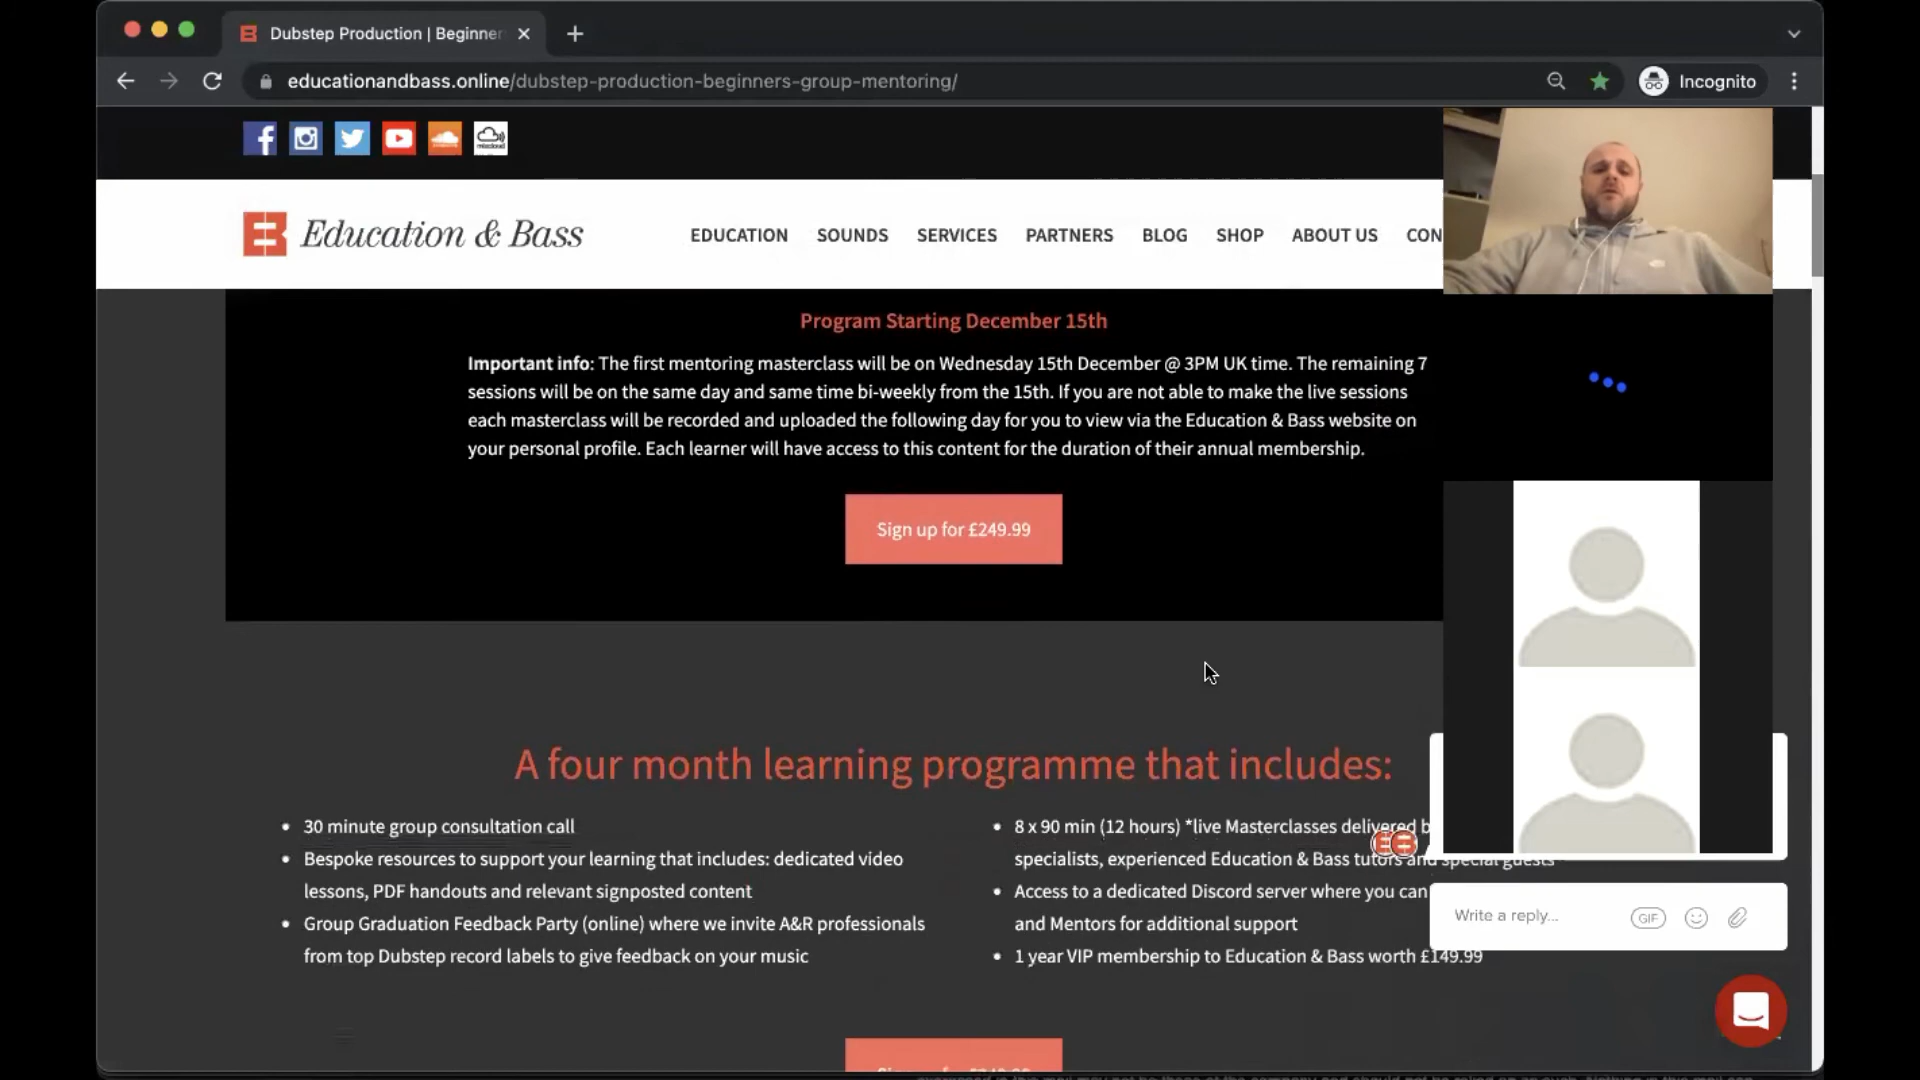 Dubstep Production | Beginner
educationandbass.online/dubstep-production-beginners-group-mentoring/
Incognito
mixcloud
Education & Bass
EDUCATION SOUNDS SERVICES PARTNERS BLOG SHOP ABOUT US CON
Program Starting December 15th
Important info: The first mentoring masterclass will be on Wednesday 15th December @ 3PM UK time. The remaining 7
sessions will be on the same day and same time bi-weekly from the 15th. If you are not able to make the live sessions
each masterclass will be recorded and uploaded the following day for you to view via the Education & Bass website on
your personal profile. Each learner will have access to this content for the duration of their annual membership.
Sign up for £249.99
A four month learning programme that includes:
• 30 minute group consultation call
• Bespoke resources to support your learning that includes: dedicated video
lessons, PDF handouts and relevant signposted content
• Group Graduation Feedback Party (online) where we invite A&R professionals
from top Dubstep record labels to give feedback on your music
• 8 x 90 min (12 hours) *live Masterclasses delivered b
specialists, experienced Education & Bass tutors and special guests
• Access to a dedicated Discord server where you can
and Mentors for additional support
• 1 year VIP membership to Education & Bass worth £149.99
Write a reply...
GIF